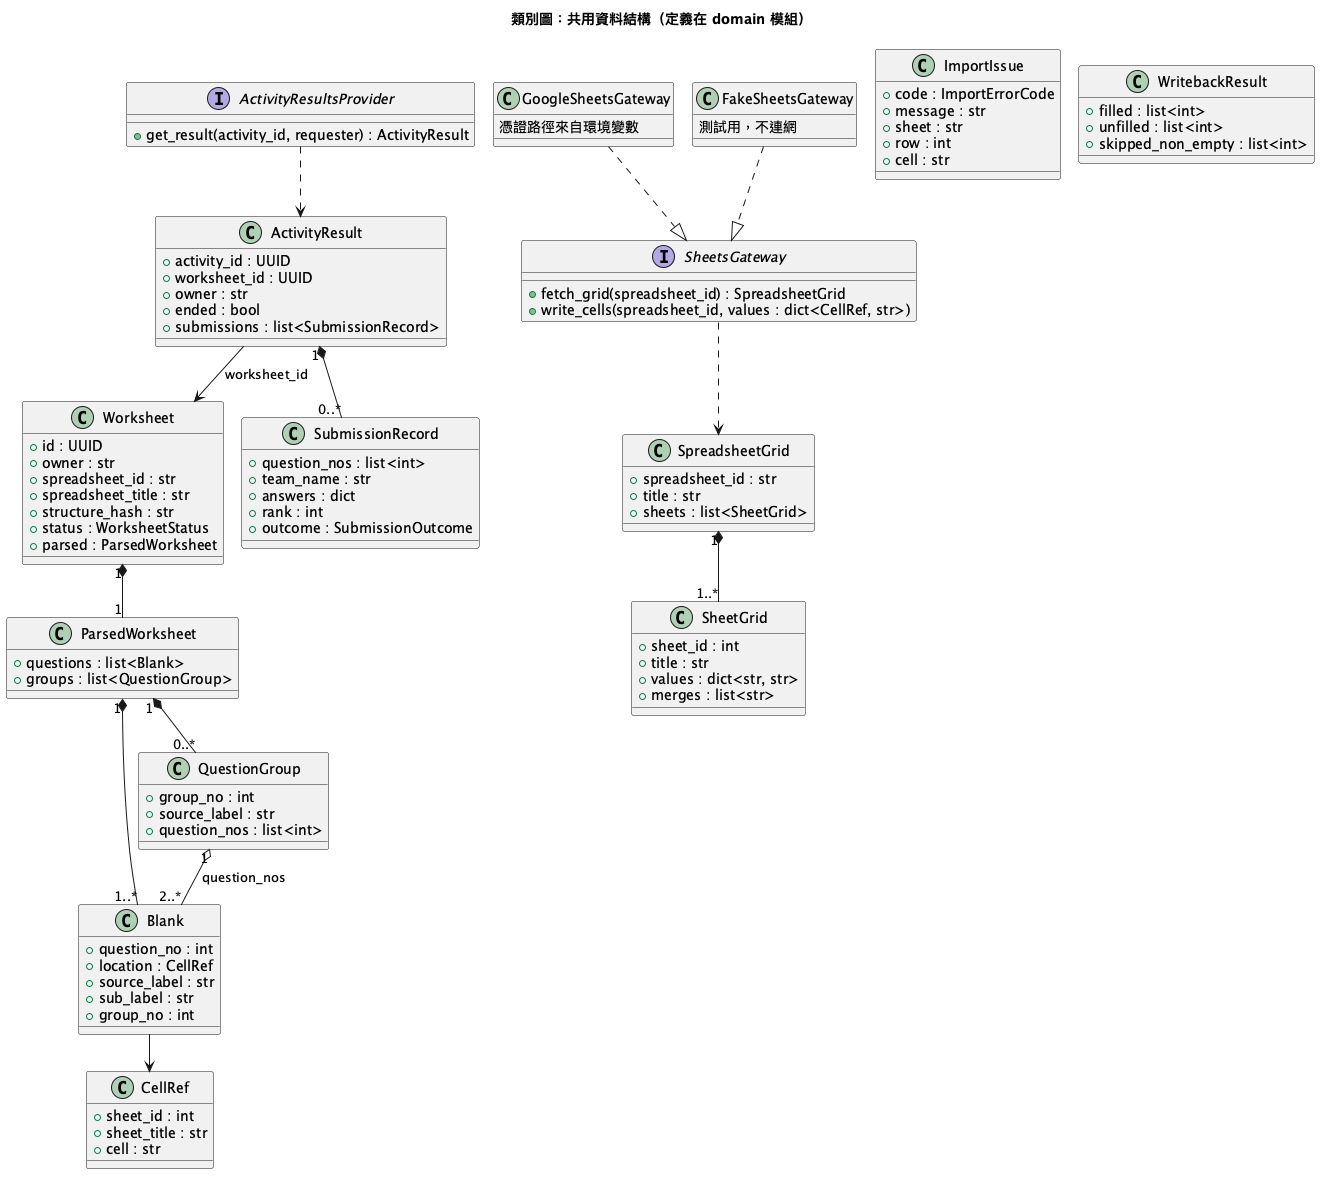 類別圖：共用資料結構（定義在 domain 模組）
I ActivityResultsProvider
get_result(activity_id, requester) : ActivityResult
C GoogleSheetsGateway
憑證路徑來自環境變數
C FakeSheetsGateway
測試用，不連網
C ImportIssue
code : ImportErrorCode
message : str
sheet : str
row : int
cell : str
C WritebackResult
filled : list<int>
unfilled : list<int>
skipped_non_empty : list<int>
C ActivityResult
activity_id : UUID
worksheet_id : UUID
owner : str
ended : bool
submissions : list<SubmissionRecord>
I SheetsGateway
fetch_grid(spreadsheet_id) : SpreadsheetGrid
write_cells(spreadsheet_id, values : dict<CellRef, str>)
1
worksheet_id
0..*
C Worksheet
id : UUID
owner : str
spreadsheet_id : str
spreadsheet_title : str
structure_hash : str
status : WorksheetStatus
parsed : ParsedWorksheet
C SubmissionRecord
question_nos : list<int>
team_name : str
answers : dict
rank : int
outcome : SubmissionOutcome
C SpreadsheetGrid
spreadsheet_id : str
title : str
sheets : list<SheetGrid>
1
1..*
1
1
C SheetGrid
sheet_id : int
title : str
values : dict<str, str>
merges : list<str>
C ParsedWorksheet
questions : list<Blank>
groups : list<QuestionGroup>
1
1
0..*
C QuestionGroup
group_no : int
source_label : str
question_nos : list<int>
1
question_nos
1..*
2..*
C Blank
question_no : int
location : CellRef
source_label : str
sub_label : str
group_no : int
C CellRef
sheet_id : int
sheet_title : str
cell : str